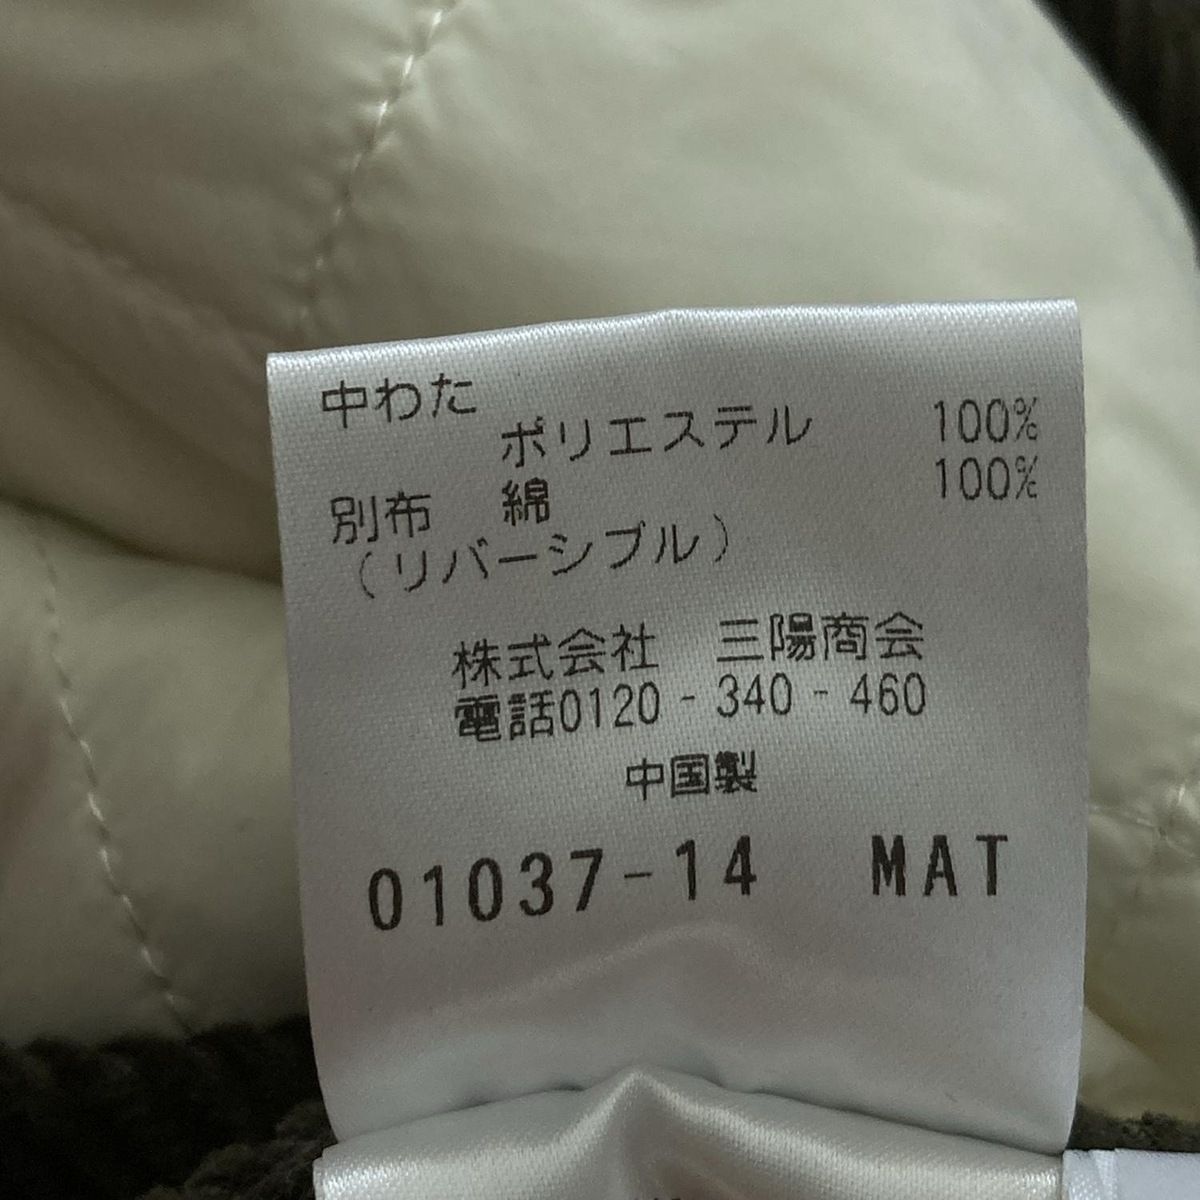 中わた
ポリエステル 100%
別布 綿 100%
(リバーシブル)
株式会社 三陽商会
電話0120-340-460
中国製
01037-14 MAT